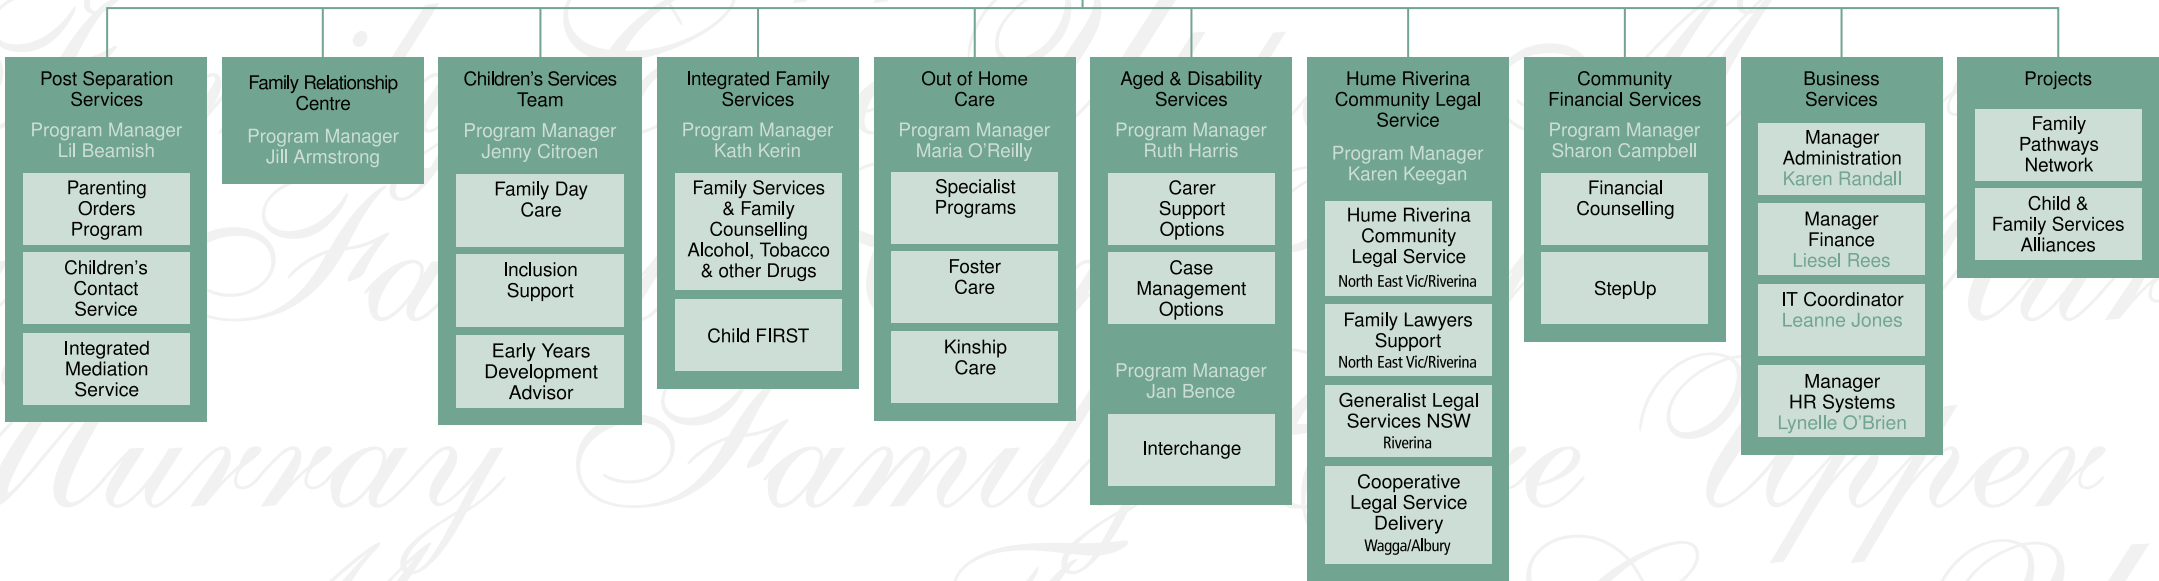 Post Separation
Services
Program Manager
Lil Beamish
Parenting
Orders
Program
Children's
Contact
Service
Integrated
Mediation
Service
Family Relationship
Centre
Program Manager
Jill Armstrong
Children's Services
Team
Program Manager
Jenny Citroen
Family Day
Care
Inclusion
Support
Early Years
Development
Advisor
Integrated Family
Services
Program Manager
Kath Kerin
Family Services
& Family
Counselling
Alcohol, Tobacco
& other Drugs
Child FIRST
Out of Home
Care
Program Manager
Maria O'Reilly
Specialist
Programs
Foster
Care
Kinship
Care
Aged & Disability
Services
Program Manager
Ruth Harris
Carer
Support
Options
Case
Management
Options
Program Manager
Jan Bence
Interchange
Hume Riverina
Community Legal
Service
Program Manager
Karen Keegan
Hume Riverina
Community
Legal Service
North East Vic/Riverina
Family Lawyers
Support
North East Vic/Riverina
Generalist Legal
Services NSW
Riverina
Cooperative
Legal Service
Delivery
Wagga/Albury
Community
Financial Services
Program Manager
Sharon Campbell
Financial
Counselling
StepUp
Business
Services
Manager
Administration
Karen Randall
Manager
Finance
Liesel Rees
IT Coordinator
Leanne Jones
Manager
HR Systems
Lynelle O'Brien
Projects
Family
Pathways
Network
Child &
Family Services
Alliances
Murray Family Care Upper